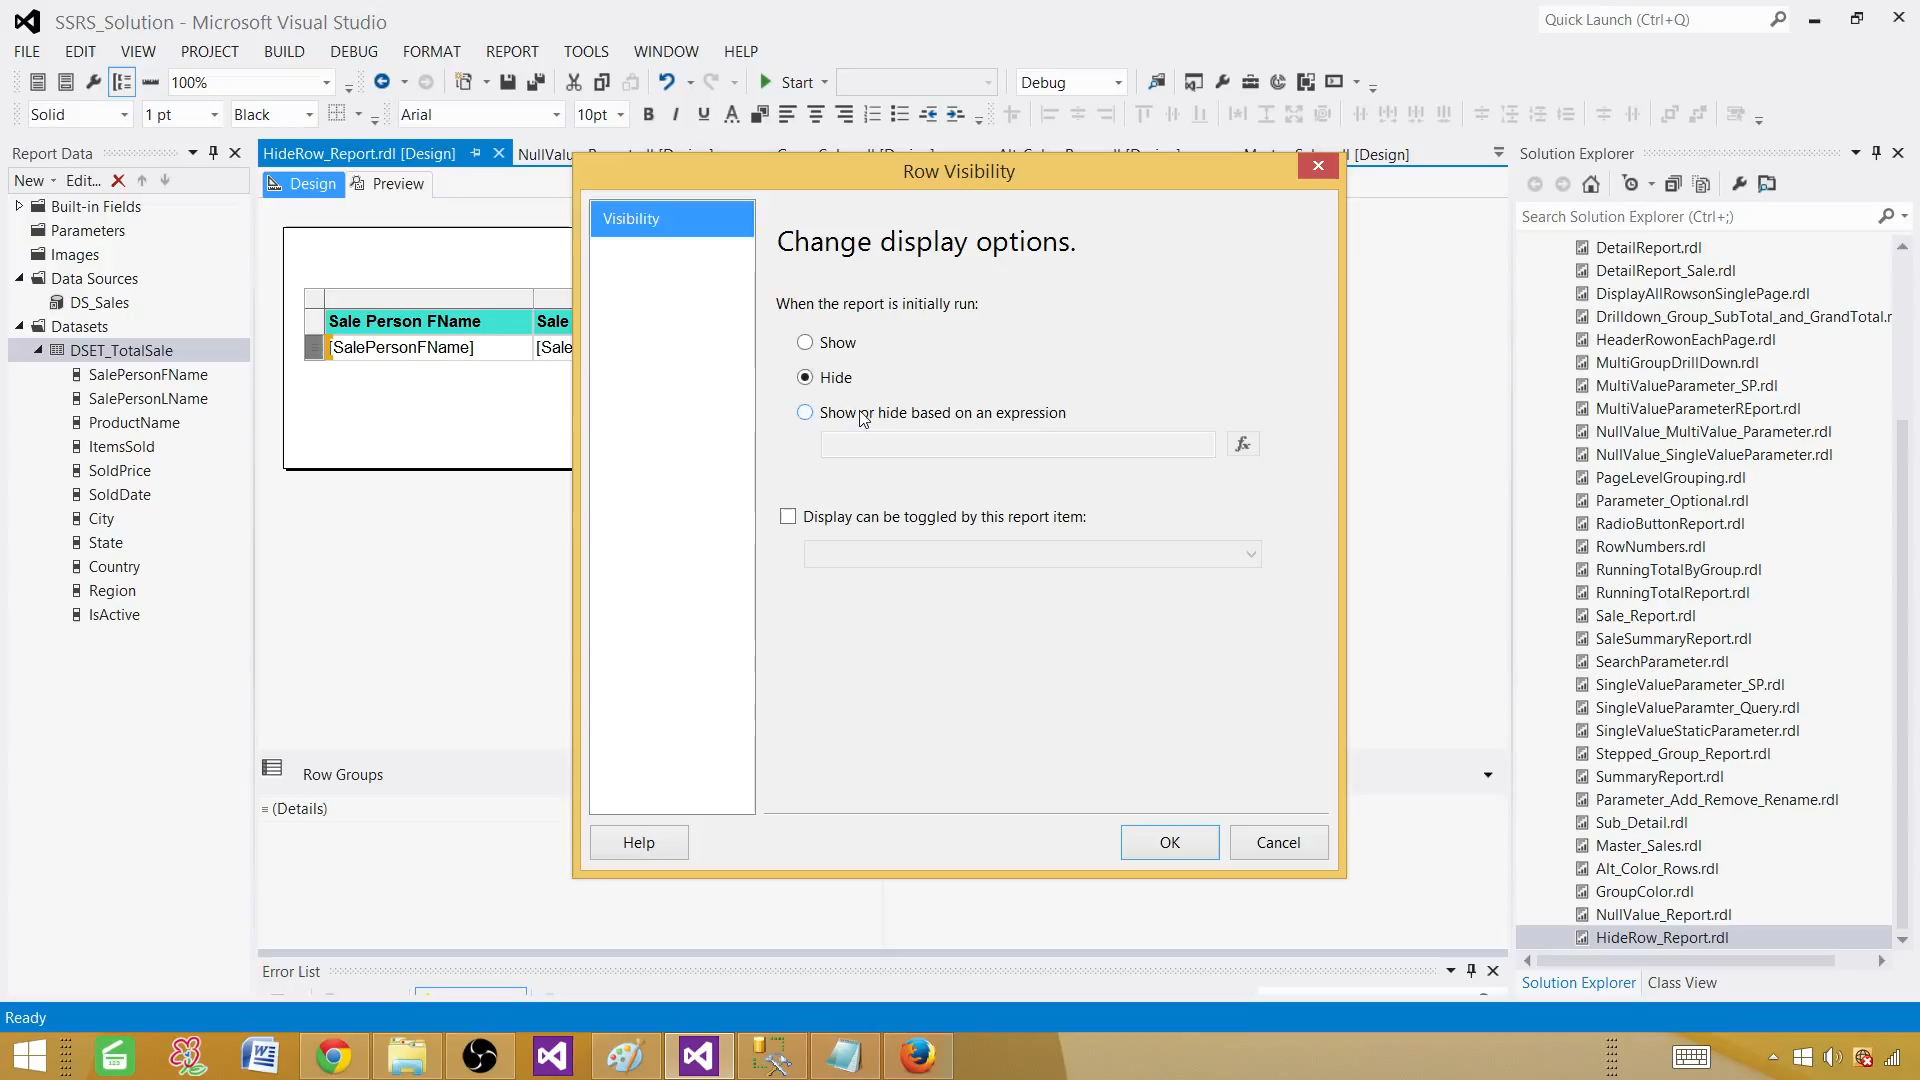 SSRS_Solution - Microsoft Visual Studio
Quick Launch (Ctrl+Q)
FILE EDIT VIEW PROJECT BUILD DEBUG FORMAT REPORT TOOLS WINDOW HELP
100%
Start
Debug
Solid
1 pt
Black
Arial
10pt
B I U A
Report Data
HideRow_Report.rdl [Design]
[Design]
Solution Explorer
New
Edit...
Design
Preview
Search Solution Explorer (Ctrl+;)
Built-in Fields
Parameters
Images
Data Sources
DS_Sales
Datasets
DSET_TotalSale
SalePersonFName
SalePersonLName
ProductName
ItemsSold
SoldPrice
SoldDate
City
State
Country
Region
IsActive
Sale Person FName
Sale
[SalePersonFName]
[Sale
Row Groups
(Details)
Error List
Row Visibility
Visibility
Change display options.
When the report is initially run:
Show
Hide
Show or hide based on an expression
fx
Display can be toggled by this report item:
Help
OK
Cancel
DetailReport.rdl
DetailReport_Sale.rdl
DisplayAllRowsonSinglePage.rdl
Drilldown_Group_SubTotal_and_GrandTotal.r
HeaderRowonEachPage.rdl
MultiGroupDrillDown.rdl
MultiValueParameter_SP.rdl
MultiValueParameterREport.rdl
NullValue_MultiValue_Parameter.rdl
NullValue_SingleValueParameter.rdl
PageLevelGrouping.rdl
Parameter_Optional.rdl
RadioButtonReport.rdl
RowNumbers.rdl
RunningTotalByGroup.rdl
RunningTotalReport.rdl
Sale_Report.rdl
SaleSummaryReport.rdl
SearchParameter.rdl
SingleValueParameter_SP.rdl
SingleValueParamter_Query.rdl
SingleValueStaticParameter.rdl
Stepped_Group_Report.rdl
SummaryReport.rdl
Parameter_Add_Remove_Rename.rdl
Sub_Detail.rdl
Master_Sales.rdl
Alt_Color_Rows.rdl
GroupColor.rdl
NullValue_Report.rdl
HideRow_Report.rdl
Solution Explorer
Class View
Ready